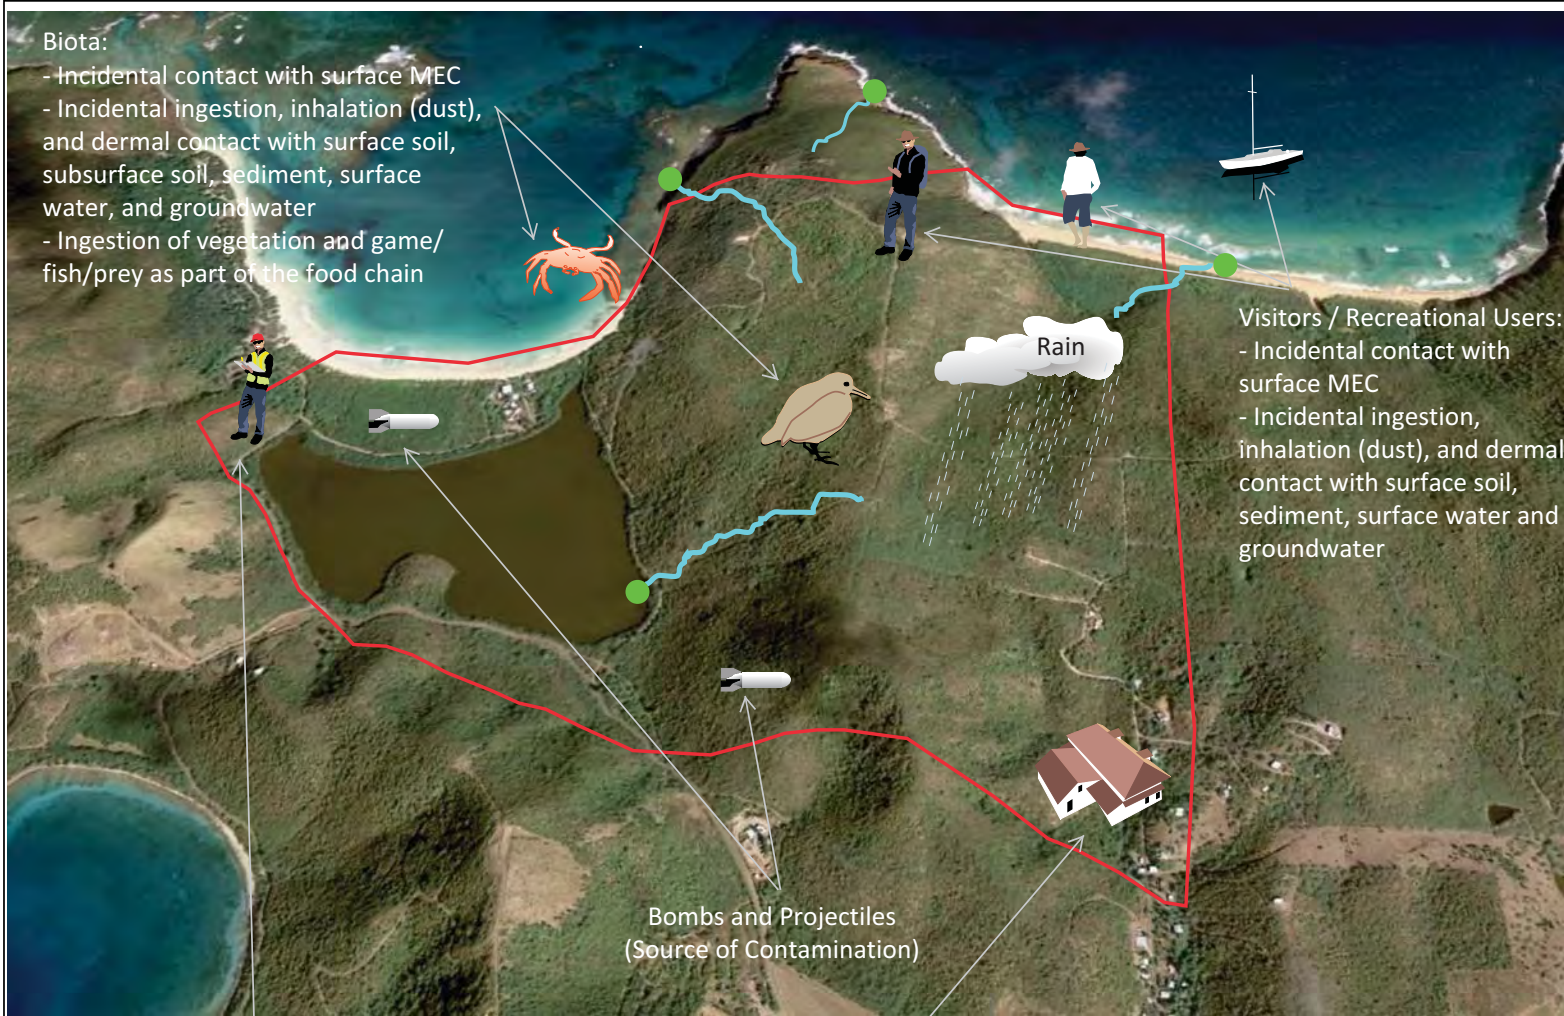 Biota:
- Incidental contact with surface MEC
- Incidental ingestion, inhalation (dust),
and dermal contact with surface soil,
subsurface soil, sediment, surface
water, and groundwater
- Ingestion of vegetation and game/
fish/prey as part of the food chain
Rain
Visitors / Recreational Users:
- Incidental contact with
surface MEC
- Incidental ingestion,
inhalation (dust), and dermal
contact with surface soil,
sediment, surface water and
groundwater
Bombs and Projectiles
(Source of Contamination)